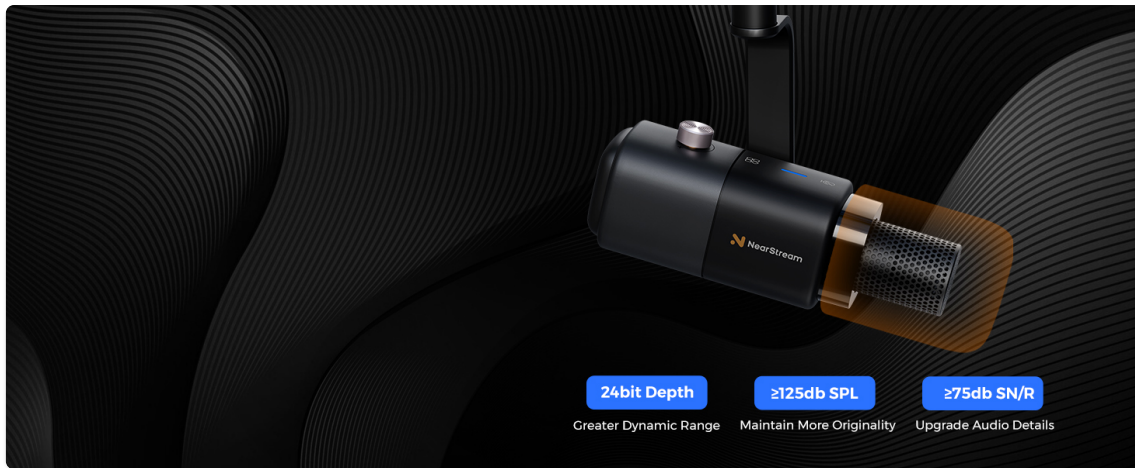 NearStream
24bit Depth
≥125db SPL
≥75db SN/R
Greater Dynamic Range
Maintain More Originality
Upgrade Audio Details